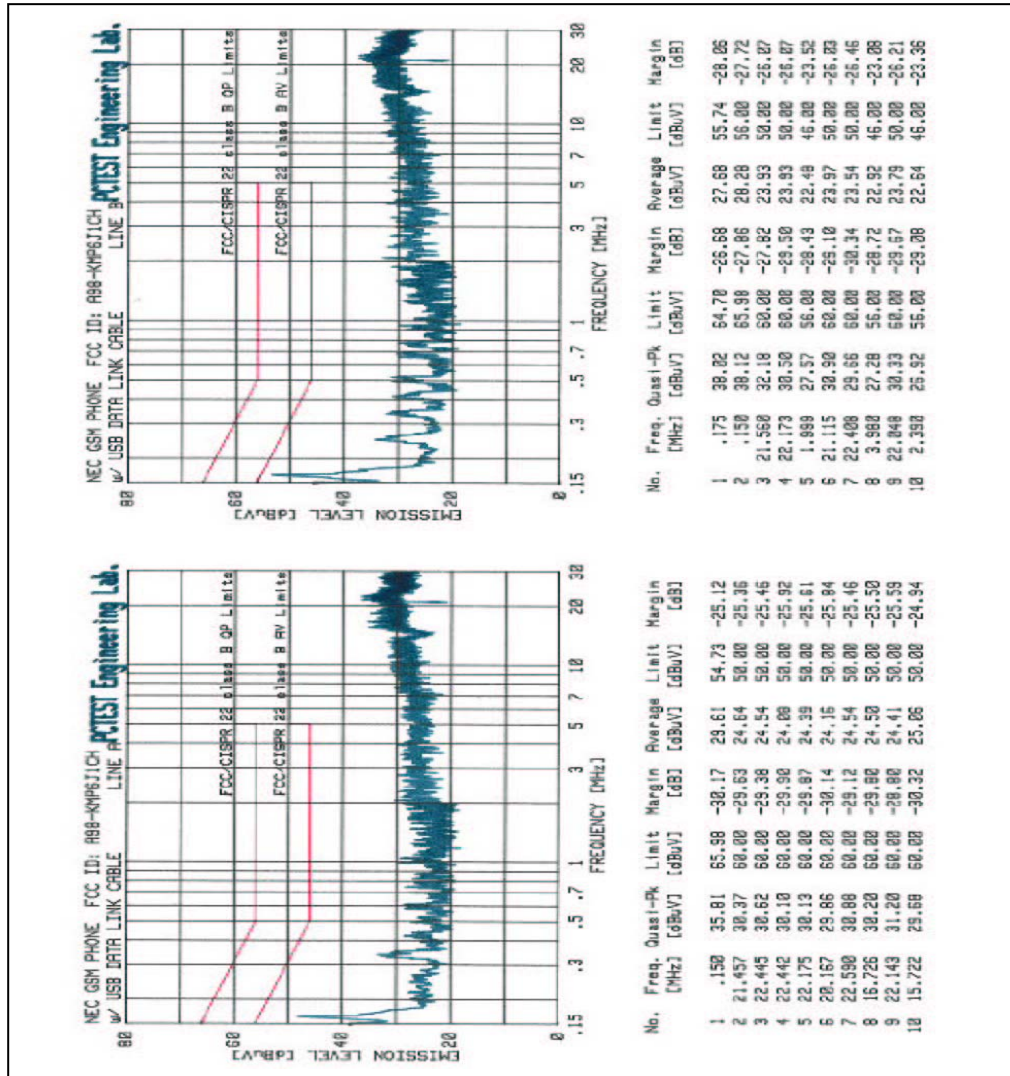 PCTEST Engineering Lab.
NEC GSM PHONE FCC ID: A98-KMP6J1CH
w/ USB DATA LINK CABLE LINE A
EMISSION LEVEL [dBuV]
80
60
40
20
0
FCC/CISPR 22 class B QP Limits
FCC/CISPR 22 class B AV Limits
.15 .3 .5 .7 1 3 5 7 10 20 30
FREQUENCY [MHz]
No. Freq. Quasi-Pk Limit Margin Average Limit Margin
[MHz] [dBuV] [dBuV] [dB] [dBuV] [dBuV] [dB]
1 .150 35.81 65.98 -30.17 29.61 54.73 -25.12
2 21.457 30.37 60.00 -29.63 24.64 50.00 -25.36
3 22.445 30.62 60.00 -29.38 24.54 50.00 -25.46
4 22.442 30.10 60.00 -29.90 24.08 50.00 -25.92
5 22.175 30.13 60.00 -29.87 24.39 50.00 -25.61
6 20.167 29.86 60.00 -30.14 24.16 50.00 -25.84
7 22.590 30.88 60.00 -29.12 24.54 50.00 -25.46
8 16.726 30.20 60.00 -29.80 24.50 50.00 -25.50
9 22.143 31.20 60.00 -28.80 24.41 50.00 -25.59
10 15.722 29.68 60.00 -30.32 25.06 50.00 -24.94
PCTEST Engineering Lab.
NEC GSM PHONE FCC ID: A98-KMP6J1CH
w/ USB DATA LINK CABLE LINE B
EMISSION LEVEL [dBuV]
80
60
40
20
0
FCC/CISPR 22 class B QP Limits
FCC/CISPR 22 class B AV Limits
.15 .3 .5 .7 1 3 5 7 10 20 30
FREQUENCY [MHz]
No. Freq. Quasi-Pk Limit Margin Average Limit Margin
[MHz] [dBuV] [dBuV] [dB] [dBuV] [dBuV] [dB]
1 .175 38.02 64.70 -26.68 27.68 55.74 -28.06
2 .150 38.12 65.98 -27.86 28.28 56.00 -27.72
3 21.560 32.18 60.00 -27.82 23.93 50.00 -26.07
4 22.173 30.50 60.00 -29.50 23.93 50.00 -26.07
5 1.999 27.57 56.00 -28.43 22.48 46.00 -23.52
6 21.115 30.90 60.00 -29.10 23.97 50.00 -26.03
7 22.408 29.66 60.00 -30.34 23.54 50.00 -26.46
8 3.980 27.28 56.00 -28.72 22.92 46.00 -23.08
9 22.048 30.33 60.00 -29.67 23.79 50.00 -26.21
10 2.390 26.92 56.00 -29.08 22.64 46.00 -23.36